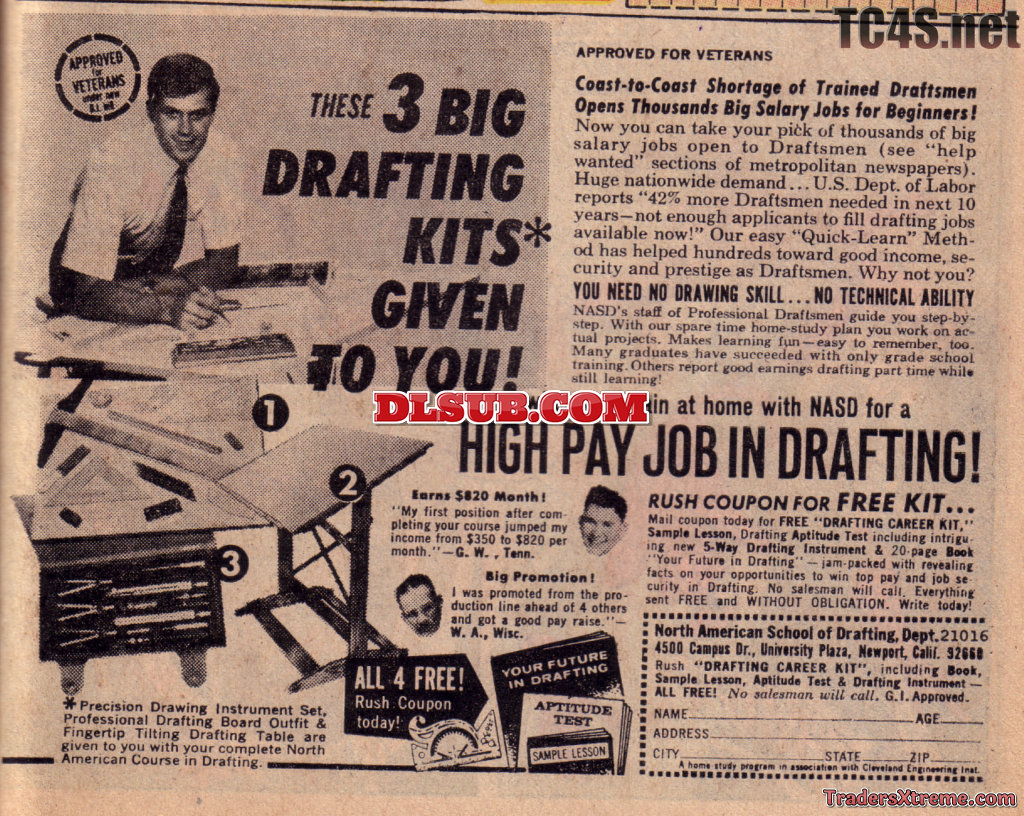 TC4S.net
APPROVED
for
VETERANS
UNDER NEW
G.I. Bill
THESE 3 BIG
DRAFTING
KITS*
GIVEN
TO YOU!
1
2
3
APPROVED FOR VETERANS
Coast-to-Coast Shortage of Trained Draftsmen
Opens Thousands Big Salary Jobs for Beginners!
Now you can take your pick of thousands of big
salary jobs open to Draftsmen (see "help
wanted" sections of metropolitan newspapers).
Huge nationwide demand... U.S. Dept. of Labor
reports "42% more Draftsmen needed in next 10
years—not enough applicants to fill drafting jobs
available now!" Our easy "Quick-Learn" Meth-
od has helped hundreds toward good income, se-
curity and prestige as Draftsmen. Why not you?
YOU NEED NO DRAWING SKILL...NO TECHNICAL ABILITY
NASD's staff of Professional Draftsmen guide you step-by-
step. With our spare time home-study plan you work on ac-
tual projects. Makes learning fun—easy to remember, too.
Many graduates have succeeded with only grade school
training. Others report good earnings drafting part time while
still learning!
DLSUB.COM
in at home with NASD for a
HIGH PAY JOB IN DRAFTING!
Earns $820 Month!
"My first position after com-
pleting your course jumped my
income from $350 to $820 per
month."—G. W. , Tenn.
Big Promotion!
I was promoted from the pro-
duction line ahead of 4 others
and got a good pay raise."—
W. A., Wisc.
RUSH COUPON FOR FREE KIT...
Mail coupon today for FREE "DRAFTING CAREER KIT,"
Sample Lesson, Drafting Aptitude Test including intrigu-
ing new 5-Way Drafting Instrument & 20-page Book
"Your Future in Drafting" — jam-packed with revealing
facts on your opportunities to win top pay and job se-
curity in Drafting. No salesman will call. Everything
sent FREE and WITHOUT OBLIGATION. Write today!
ALL 4 FREE!
Rush Coupon
today!
YOUR FUTURE
IN DRAFTING
APTITUDE
TEST
SAMPLE LESSON
*Precision Drawing Instrument Set,
Professional Drafting Board Outfit &
Fingertip Tilting Drafting Table are
given to you with your complete North
American Course in Drafting.
North American School of Drafting, Dept. 21016
4500 Campus Dr., University Plaza, Newport, Calif. 92660
Rush "DRAFTING CAREER KIT", including Book,
Sample Lesson, Aptitude Test & Drafting Instrument—
ALL FREE! No salesman will call. G.I. Approved.
NAME AGE
ADDRESS
CITY STATE ZIP
A home study program in association with Cleveland Engineering Inst.
TradersXtreme.com